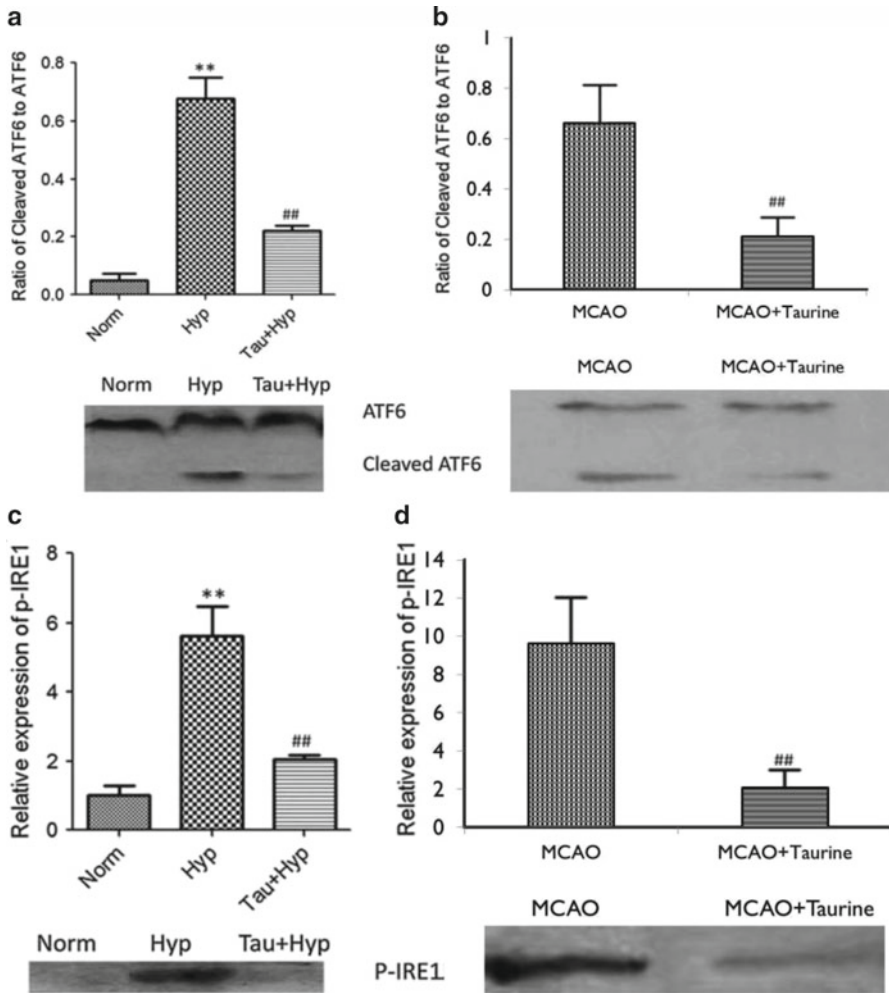 a
Ratio of Cleaved ATF6 to ATF6
0.8
0.6
0.4
0.2
0.0
**
##
Norm
Hyp
Tau+Hyp
Norm Hyp Tau+Hyp
ATF6
Cleaved ATF6
b
Ratio of Cleaved ATF6 to ATF6
1
0.8
0.6
0.4
0.2
0
##
MCAO
MCAO+Taurine
MCAO MCAO+Taurine
c
Relative expression of p-IRE1
8
6
4
2
0
**
##
Norm
Hyp
Tau+Hyp
Norm Hyp Tau+Hyp
P-IRE1
d
Relative expression of p-IRE1
14
12
10
8
6
4
2
0
##
MCAO
MCAO+Taurine
MCAO MCAO+Taurine